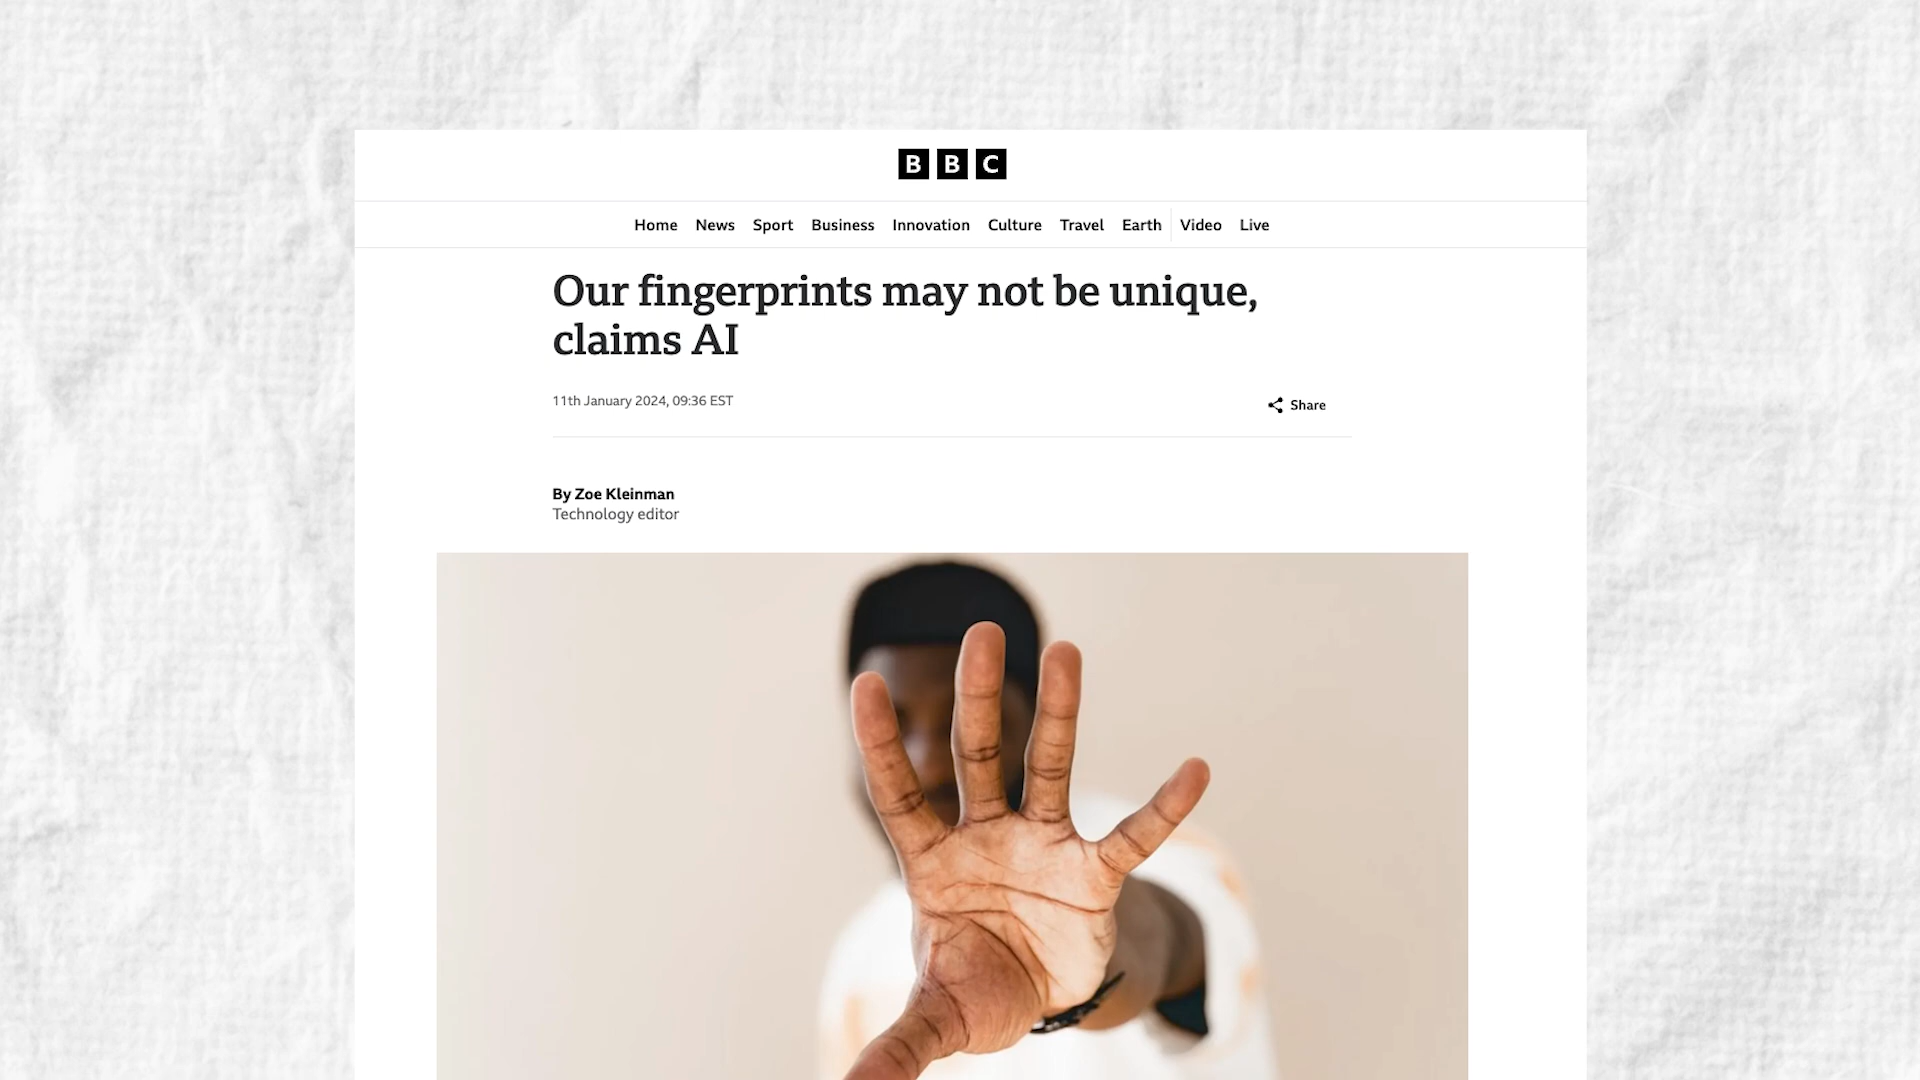 BBC
Home News Sport Business Innovation Culture Travel Earth Video Live
Our fingerprints may not be unique,
claims AI
11th January 2024, 09:36 EST
Share
By Zoe Kleinman
Technology editor